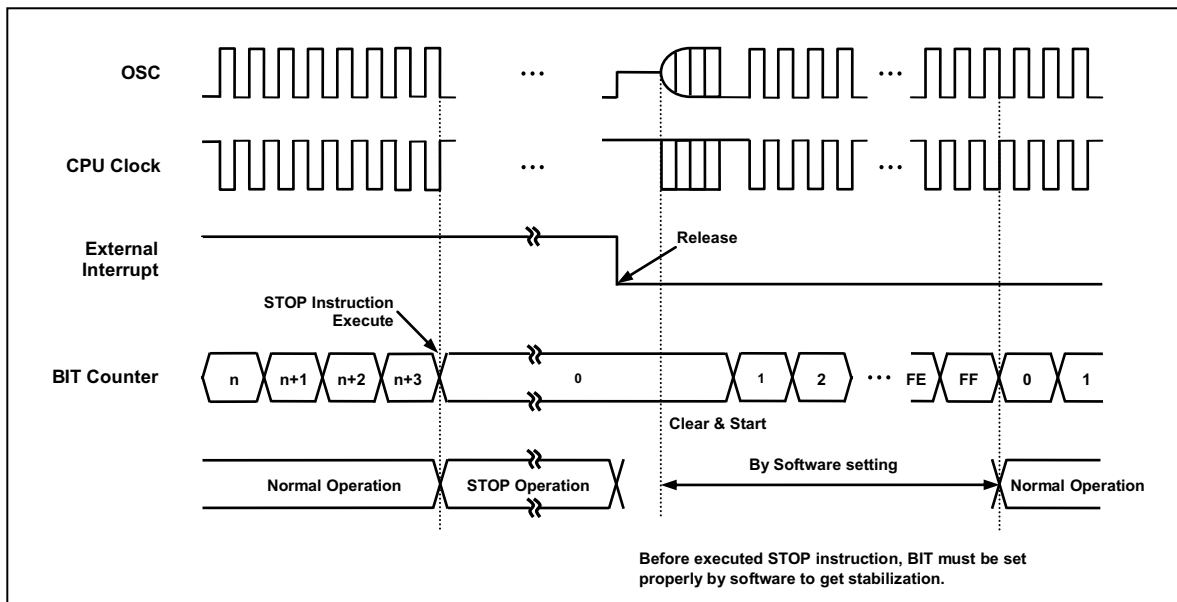 OSC
...
...
CPU Clock
...
...
External
Interrupt
Release
STOP Instruction
Execute
BIT Counter
n
n+1
n+2
n+3
0
1
2
...
FE
FF
0
1
Clear & Start
Normal Operation
STOP Operation
By Software setting
Normal Operation
Before executed STOP instruction, BIT must be set
properly by software to get stabilization.